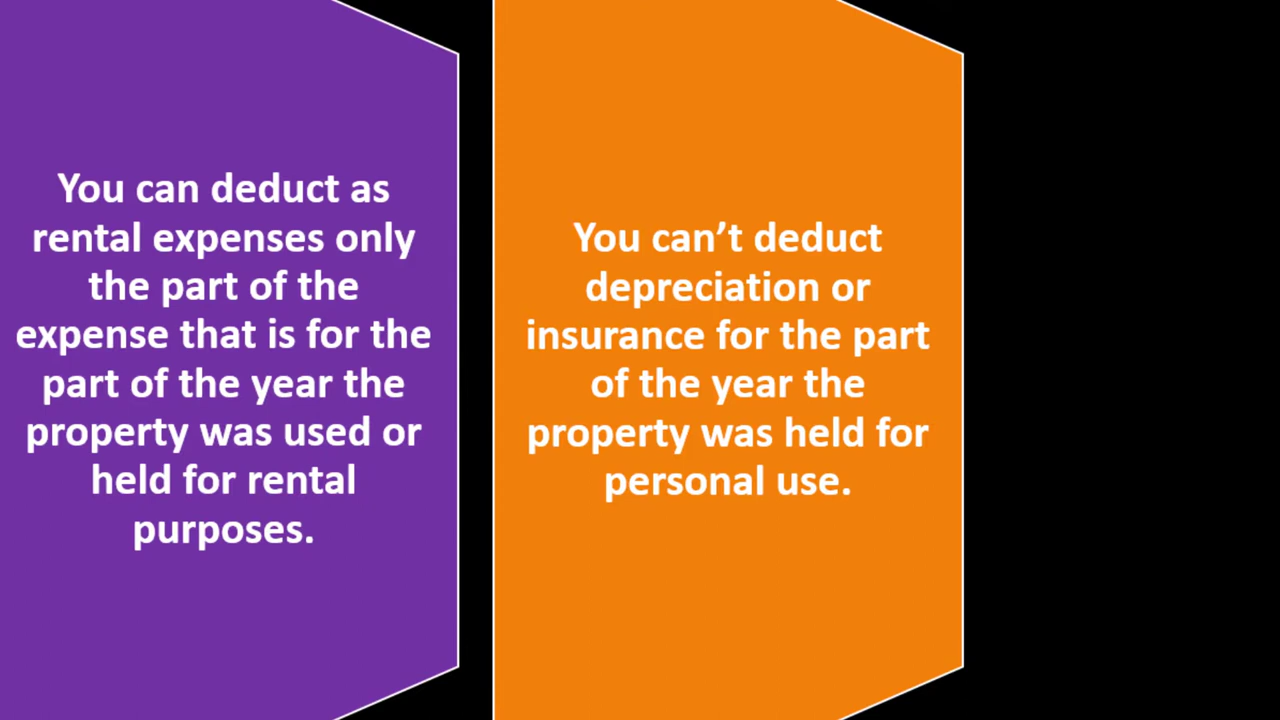 You can deduct as
rental expenses only
the part of the
expense that is for the
part of the year the
property was used or
held for rental
purposes.
You can’t deduct
depreciation or
insurance for the part
of the year the
property was held for
personal use.